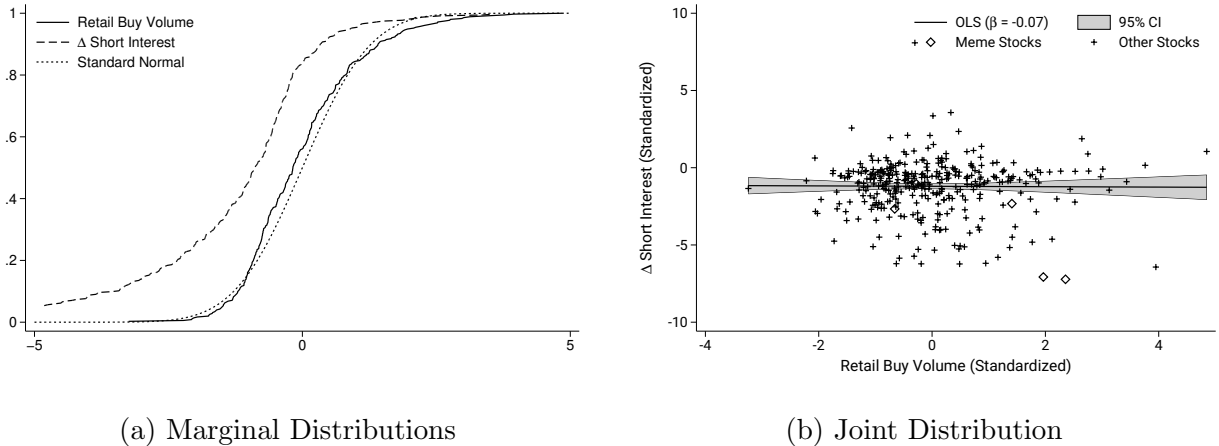 1
.8
.6
.4
.2
0
Retail Buy Volume
Δ Short Interest
Standard Normal
−5 0 5
Δ Short Interest (Standardized)
10
5
0
-5
-10
OLS (β = -0.07) 95% CI
Meme Stocks Other Stocks
-4 -2 0 2 4
Retail Buy Volume (Standardized)
(a) Marginal Distributions
(b) Joint Distribution